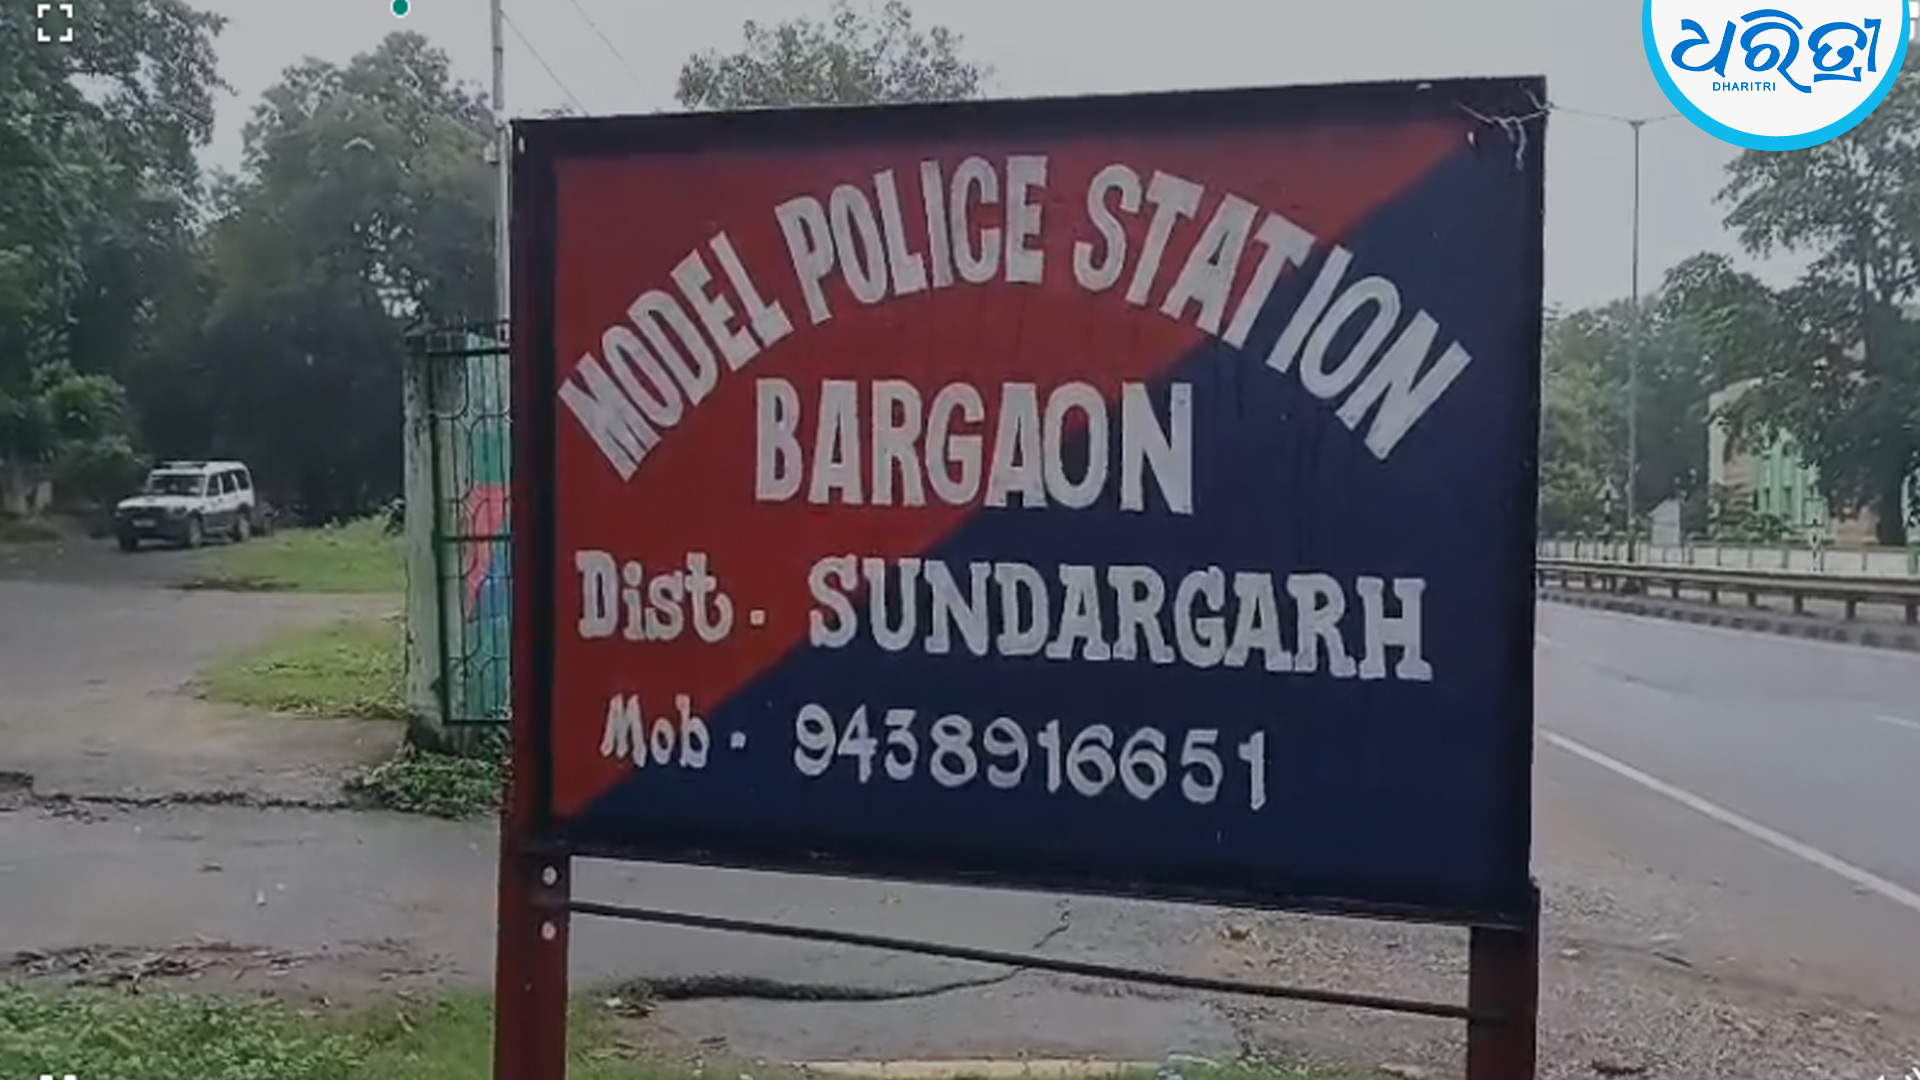 ଧରିତ୍ରୀ
DHARITRI
MODEL POLICE STATION
BARGAON
Dist. SUNDARGARH
Mob - 9438916651